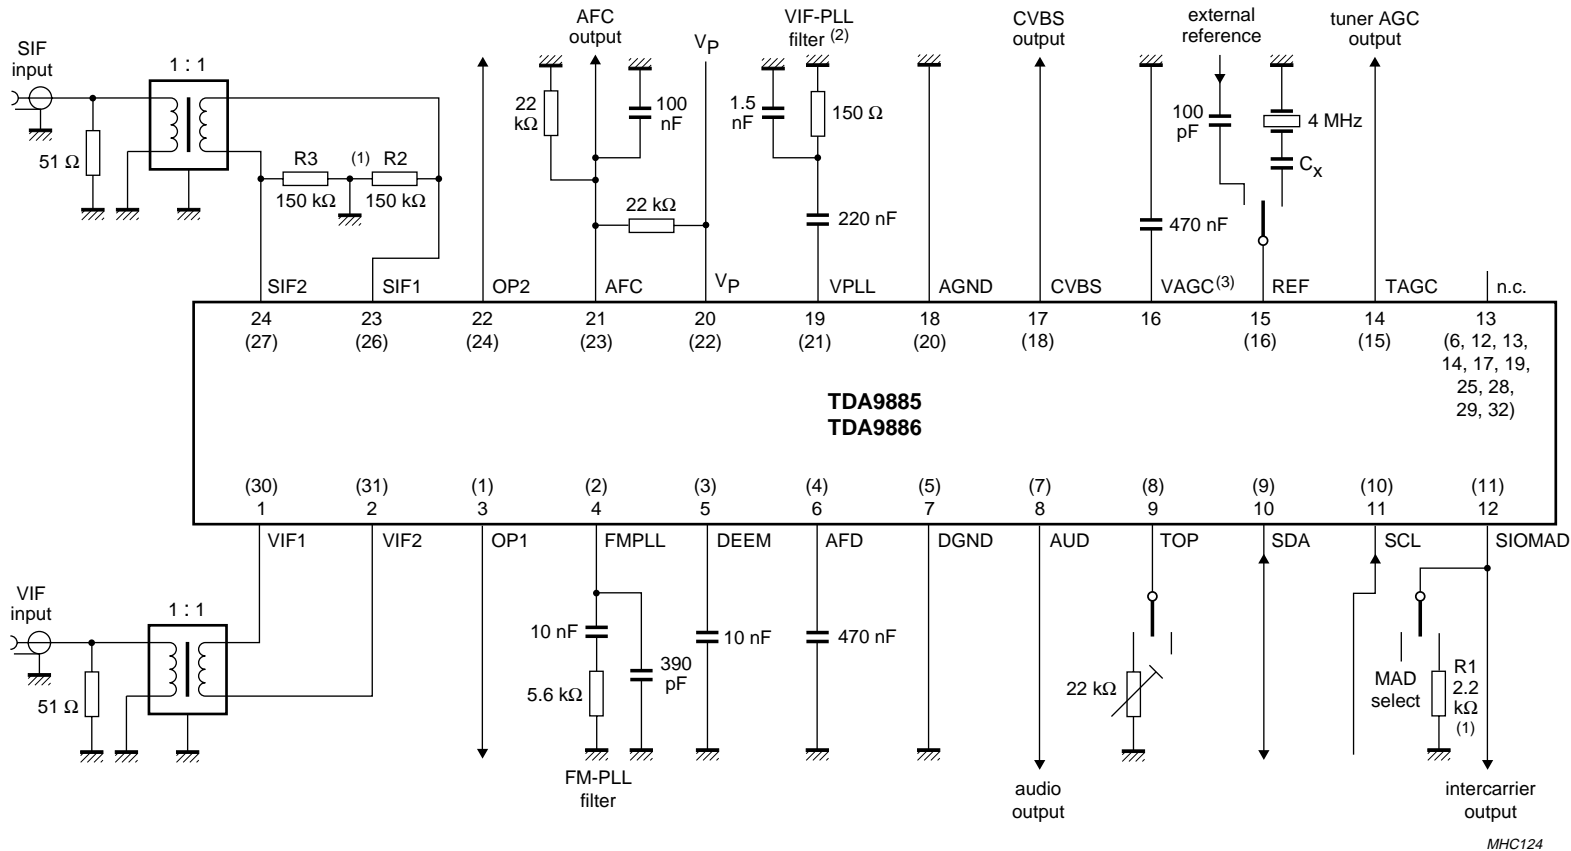 SIF
input
1 : 1
51 Ω
R3
(1)
R2
150 kΩ
150 kΩ
AFC
output
22
kΩ
100
nF
VP
22 kΩ
VIF-PLL
filter (2)
1.5
nF
150 Ω
220 nF
CVBS
output
470 nF
external
reference
100
pF
4 MHz
Cx
tuner AGC
output
SIF2
SIF1
OP2
AFC
VP
VPLL
AGND
CVBS
VAGC(3)
REF
TAGC
n.c.
24
23
22
21
20
19
18
17
16
15
14
13
(27)
(26)
(24)
(23)
(22)
(21)
(20)
(18)
(16)
(15)
(6, 12, 13,
14, 17, 19,
25, 28,
29, 32)
TDA9885
TDA9886
(30)
(31)
(1)
(2)
(3)
(4)
(5)
(7)
(8)
(9)
(10)
(11)
1
2
3
4
5
6
7
8
9
10
11
12
VIF1
VIF2
OP1
FMPLL
DEEM
AFD
DGND
AUD
TOP
SDA
SCL
SIOMAD
VIF
input
1 : 1
51 Ω
10 nF
5.6 kΩ
390
pF
FM-PLL
filter
10 nF
470 nF
audio
output
22 kΩ
MAD
select
R1
2.2
kΩ
(1)
intercarrier
output
MHC124